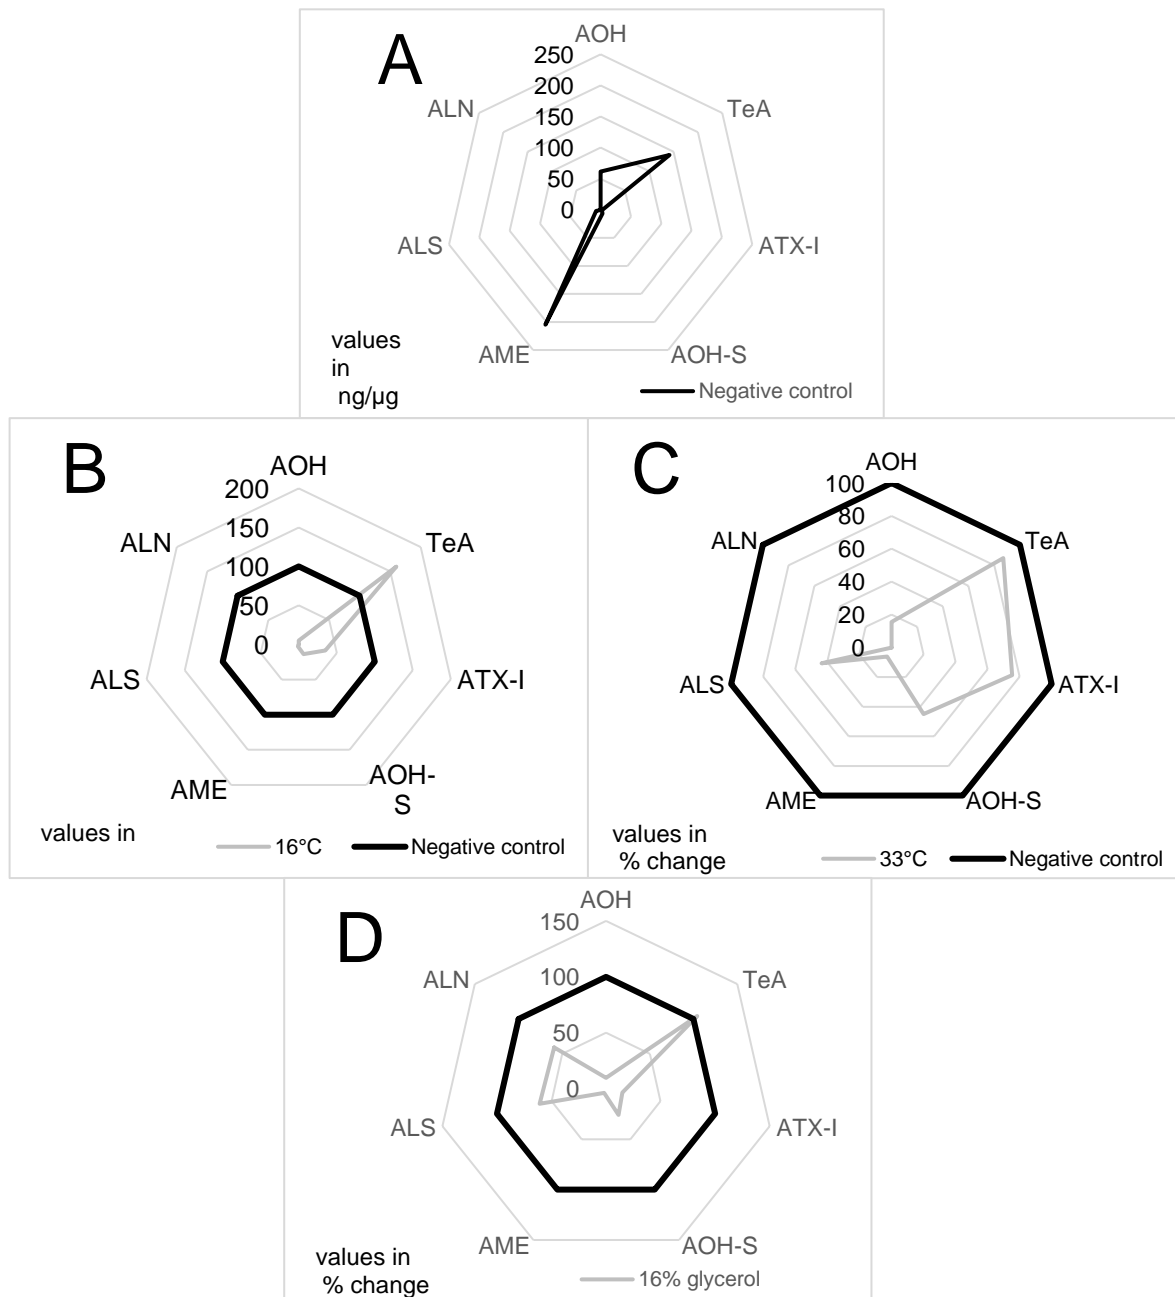 A
AOH
250
200
150
100
50
0
ALN
TeA
ALS
ATX-I
AME
AOH-S
values
in
ng/µg
Negative control
B
AOH
200
150
100
50
0
ALN
TeA
ALS
ATX-I
AME
AOH-
S
values in
16°C
Negative control
C
AOH
100
80
60
40
20
0
ALN
TeA
ALS
ATX-I
AME
AOH-S
values in
% change
33°C
Negative control
D
AOH
150
100
50
0
ALN
TeA
ALS
ATX-I
AME
AOH-S
values in
% change
16% glycerol